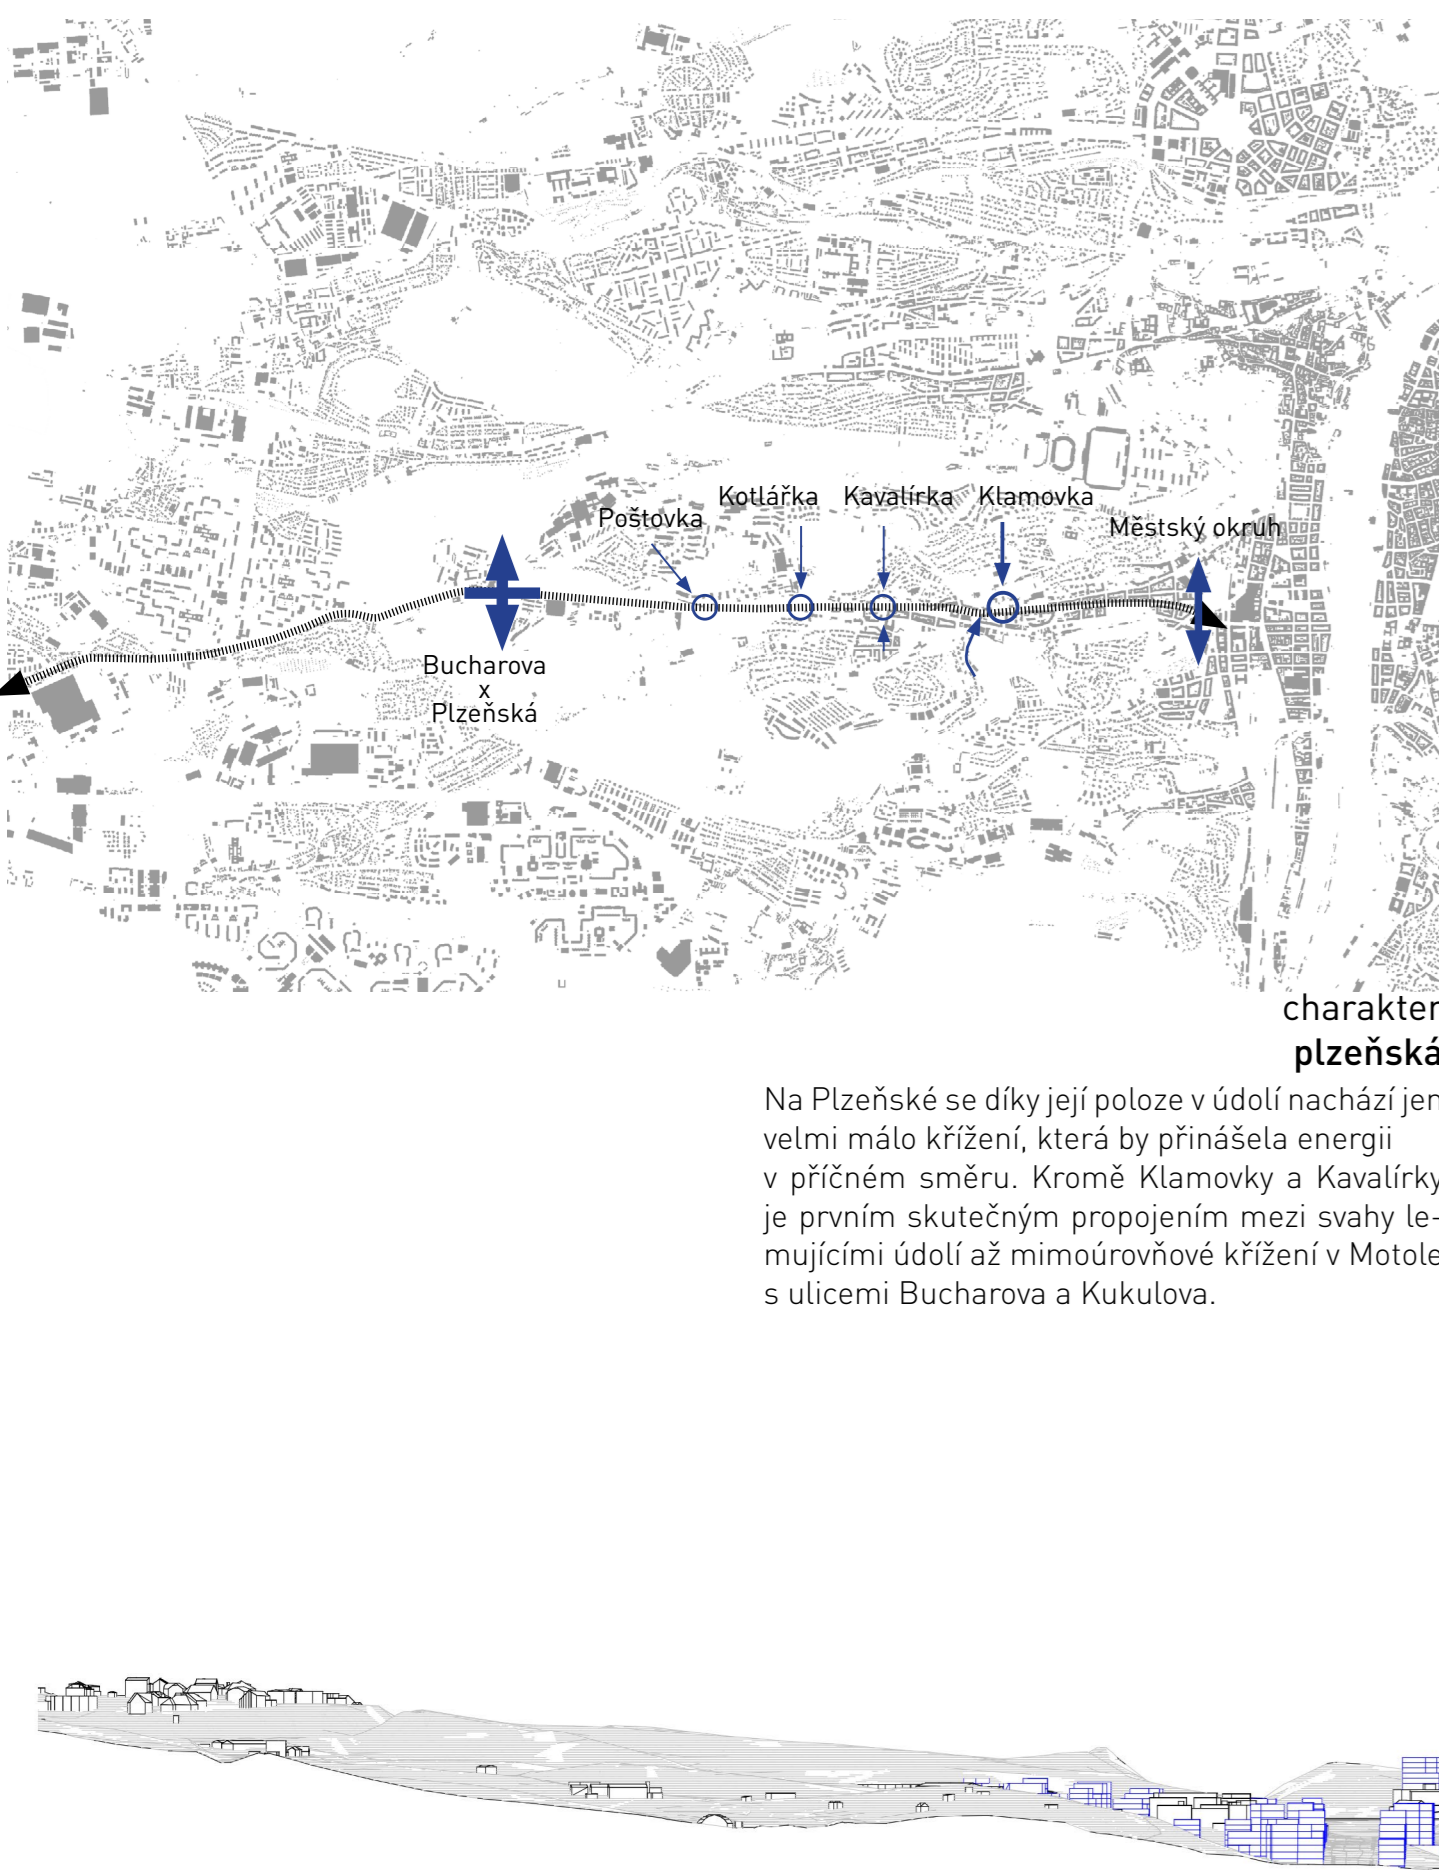 Kotlářka
Kavalírka
Klamovka
Poštovka
Městský okruh
Bucharova
x
Plzeňská
charakter
plzeňská
Na Plzeňské se díky její poloze v údolí nachází jen
velmi málo křížení, která by přinášela energii
v příčném směru. Kromě Klamovky a Kavalírky
je prvním skutečným propojením mezi svahy le-
mujícími údolí až mimoúrovňové křížení v Motole
s ulicemi Bucharova a Kukulova.